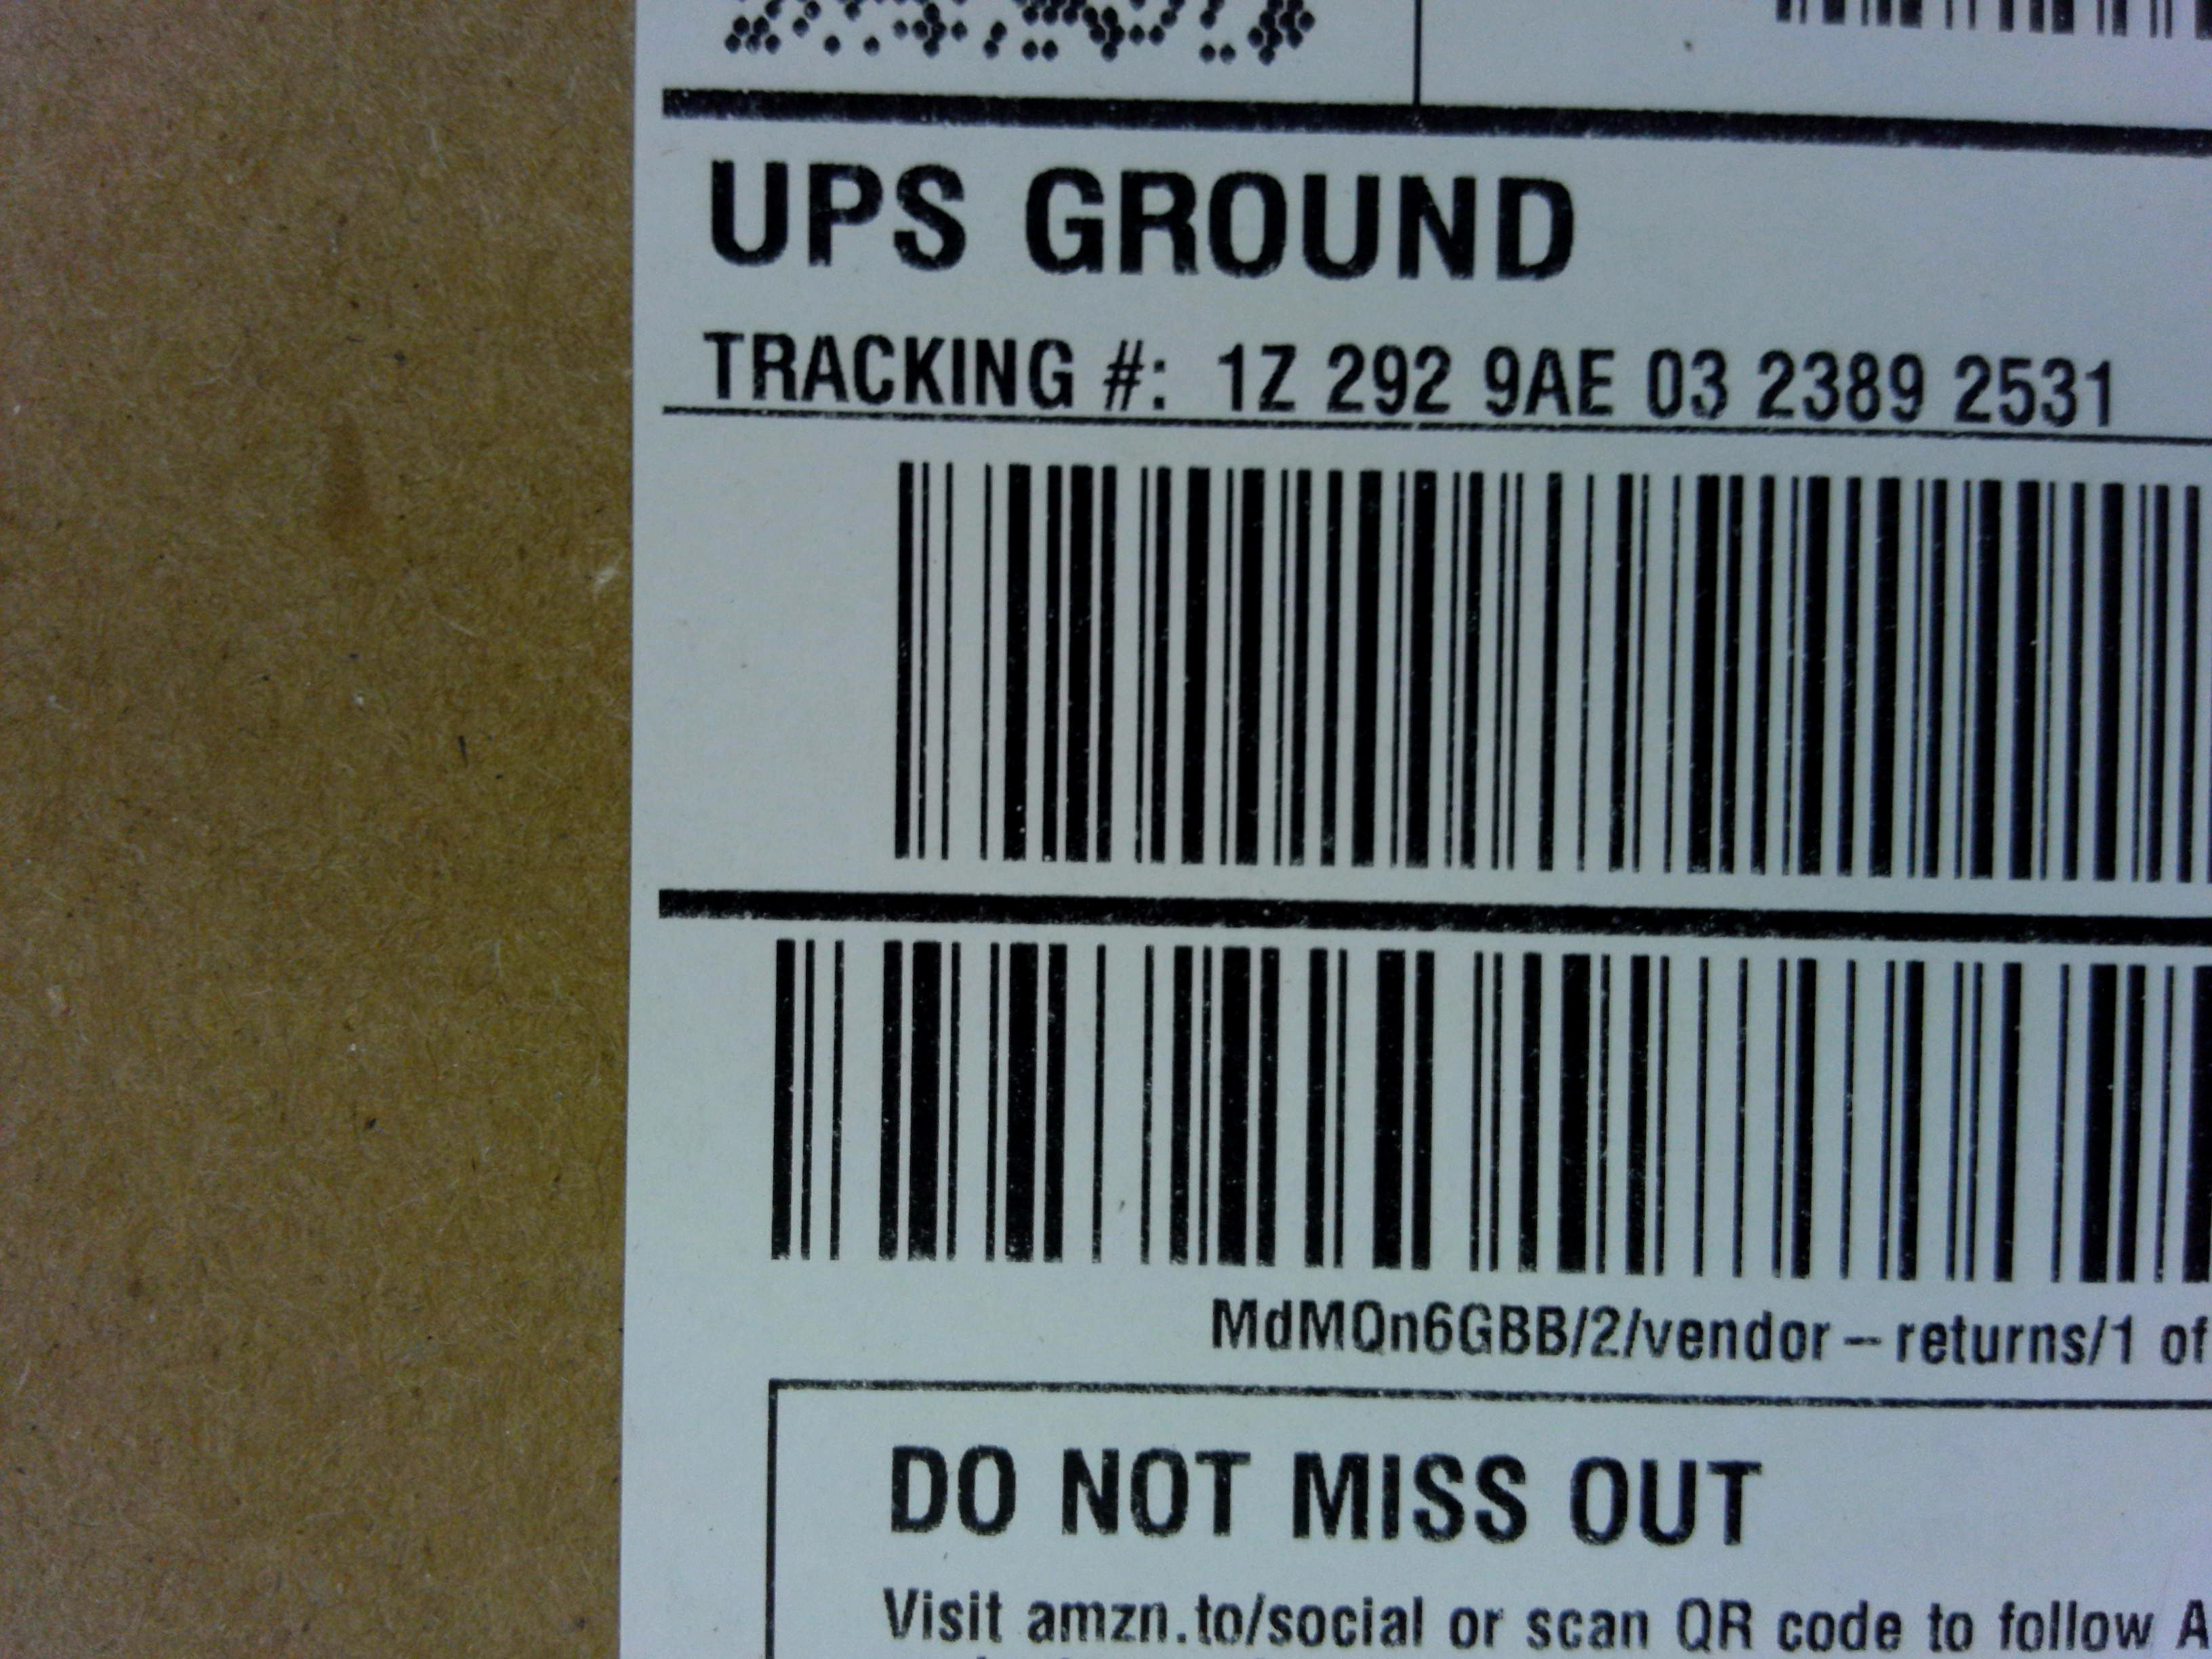 UPS GROUND
TRACKING #: 1Z 292 9AE 03 2389 2531
MdMQn6GBB/2/vendor – returns/1 of
DO NOT MISS OUT
Visit amzn.to/social or scan QR code to follow A